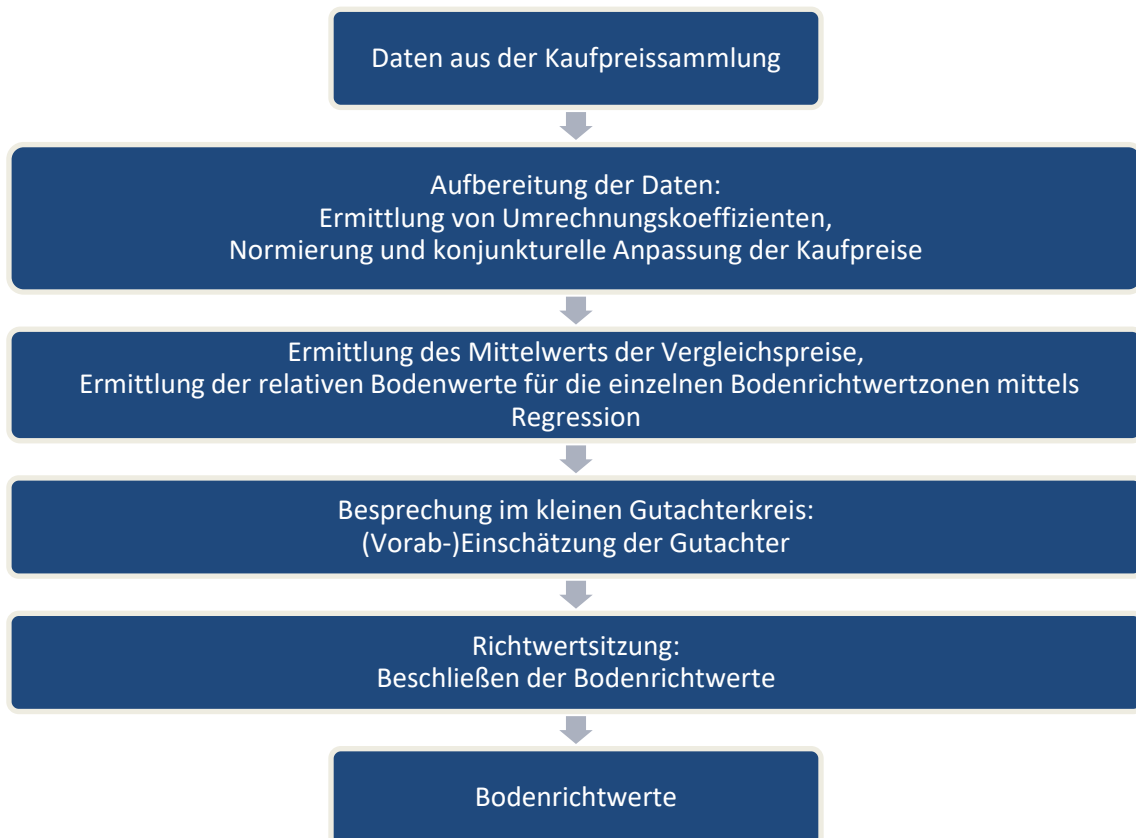 Daten aus der Kaufpreissammlung
Aufbereitung der Daten:
Ermittlung von Umrechnungskoeffizienten,
Normierung und konjunkturelle Anpassung der Kaufpreise
Ermittlung des Mittelwerts der Vergleichspreise,
Ermittlung der relativen Bodenwerte für die einzelnen Bodenrichtwertzonen mittels
Regression
Besprechung im kleinen Gutachterkreis:
(Vorab-)Einschätzung der Gutachter
Richtwertsitzung:
Beschließen der Bodenrichtwerte
Bodenrichtwerte